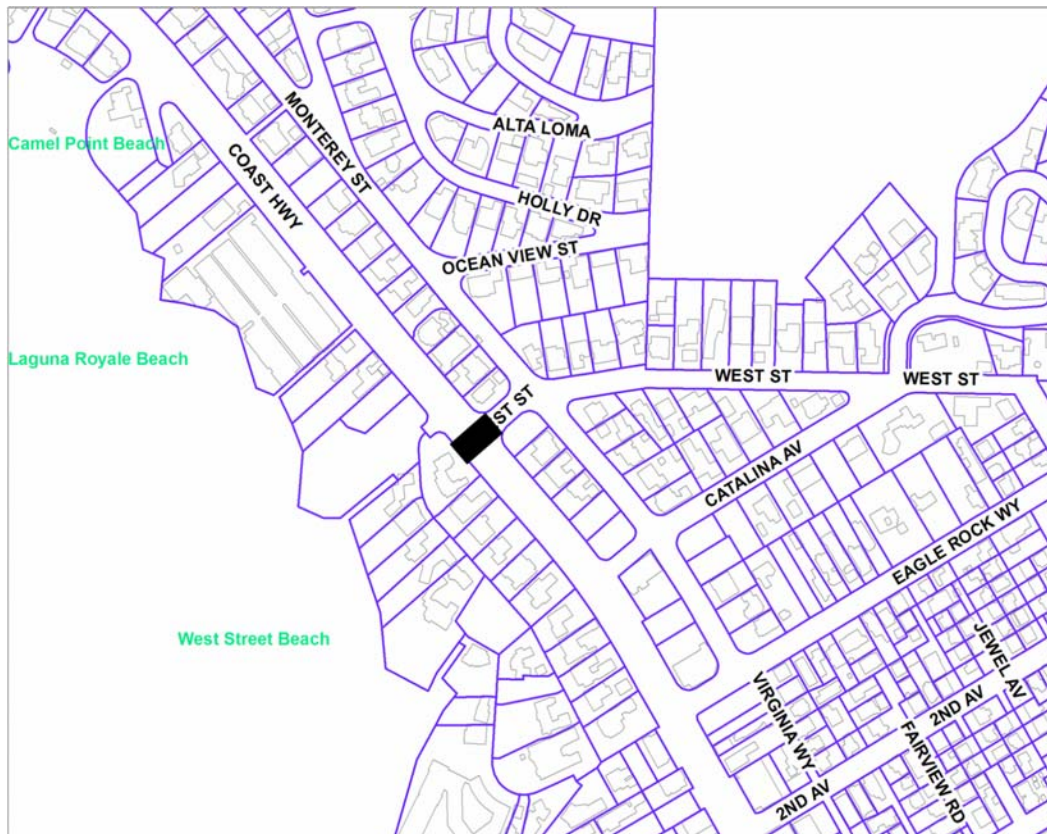 ALTA LOMA
MONTEREY ST
Camel Point Beach
COAST HWY
HOLLY DR
OCEAN VIEW ST
Laguna Royale Beach
WEST ST
WEST ST
ST ST
CATALINA AV
EAGLE ROCK WY
West Street Beach
JEWEL AV
VIRGINIA WY
2ND AV
FAIRVIEW RD
2ND AV